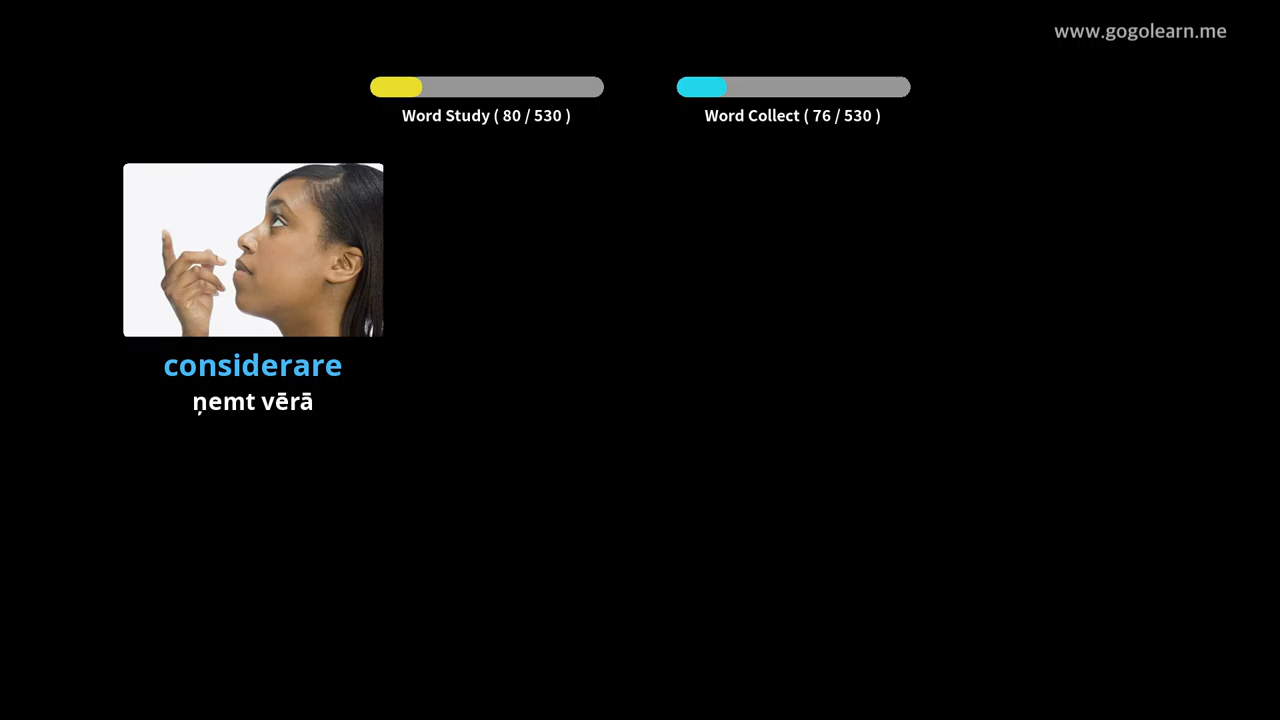 www.gogolearn.me
Word Study ( 80 / 530 )
Word Collect ( 76 / 530 )
considerare
ņemt vērā